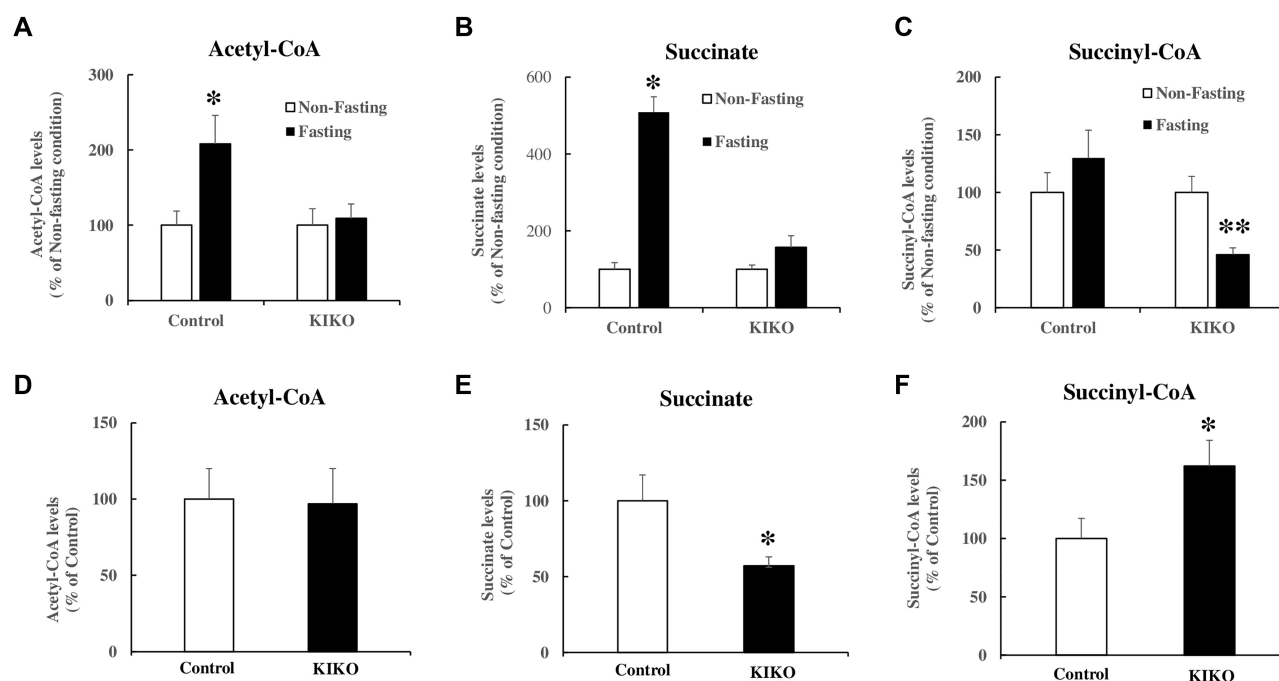 A
Acetyl-CoA
Acetyl-CoA levels
(% of Non-fasting condition)
300
200
100
0
*
Non-Fasting
Fasting
Control
KIKO
B
Succinate
Succinate levels
(% of Non-fasting condition)
600
400
200
0
*
Non-Fasting
Fasting
Control
KIKO
C
Succinyl-CoA
Succinyl-CoA levels
(% of Non-fasting condition)
200
150
100
50
0
Non-Fasting
Fasting
**
Control
KIKO
D
Acetyl-CoA
Acetyl-CoA levels
(% of Control)
150
100
50
0
Control
KIKO
E
Succinate
Succinate levels
(% of Control)
150
100
50
0
*
Control
KIKO
F
Succinyl-CoA
Succinyl-CoA levels
(% of Control)
200
150
100
50
0
*
Control
KIKO